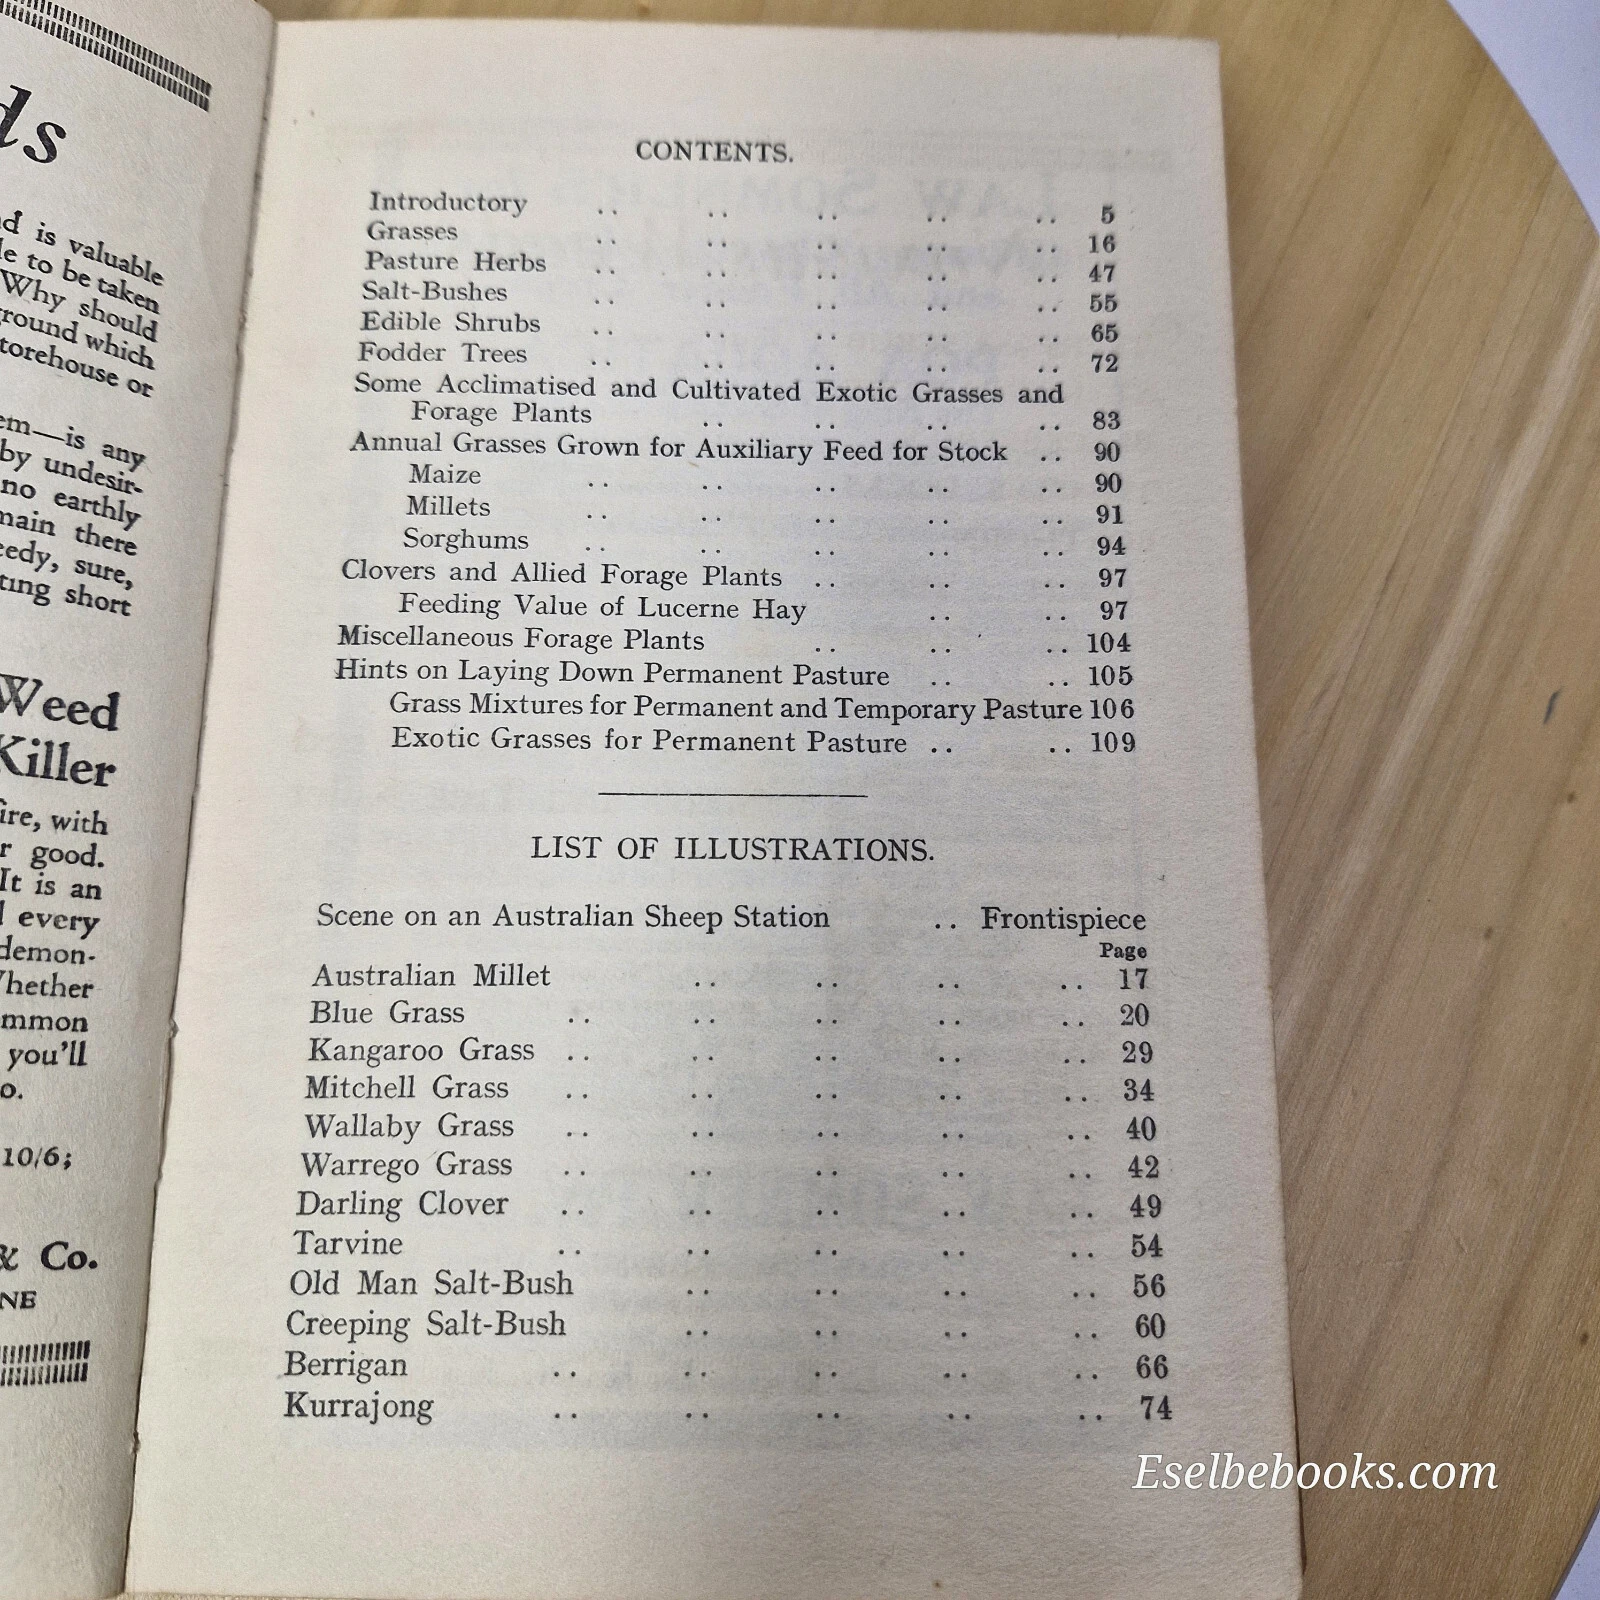 ds
is valuable
to be taken
Why should
ground which
torehouse or
em—is any
by undesir-
no earthly
main there
eedy, sure,
ting short
Weed
Killer
ire, with
r good.
It is an
every
demon-
hether
mmon
you'll
o.
10/6;
& Co.
NE
CONTENTS.
Introductory .. .. .. .. .. 5
Grasses .. .. .. .. .. 16
Pasture Herbs .. .. .. .. .. 47
Salt-Bushes .. .. .. .. .. 55
Edible Shrubs .. .. .. .. .. 65
Fodder Trees .. .. .. .. .. 72
Some Acclimatised and Cultivated Exotic Grasses and
Forage Plants .. .. .. .. 83
Annual Grasses Grown for Auxiliary Feed for Stock .. 90
Maize .. .. .. .. .. 90
Millets .. .. .. .. .. 91
Sorghums .. .. .. .. .. 94
Clovers and Allied Forage Plants .. .. .. 97
Feeding Value of Lucerne Hay .. .. 97
Miscellaneous Forage Plants .. .. .. 104
Hints on Laying Down Permanent Pasture .. .. 105
Grass Mixtures for Permanent and Temporary Pasture 106
Exotic Grasses for Permanent Pasture .. .. 109
LIST OF ILLUSTRATIONS.
Scene on an Australian Sheep Station .. Frontispiece
Page
Australian Millet .. .. .. .. 17
Blue Grass .. .. .. .. .. 20
Kangaroo Grass .. .. .. .. .. 29
Mitchell Grass .. .. .. .. .. 34
Wallaby Grass .. .. .. .. .. 40
Warrego Grass .. .. .. .. .. 42
Darling Clover .. .. .. .. .. 49
Tarvine .. .. .. .. .. 54
Old Man Salt-Bush .. .. .. .. 56
Creeping Salt-Bush .. .. .. .. 60
Berrigan .. .. .. .. .. 66
Kurrajong .. .. .. .. .. 74
Eselbebooks.com